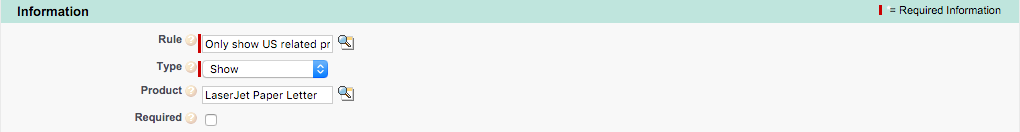 Information
= Required Information
Rule Only show US related pr
Type Show
Product LaserJet Paper Letter
Required